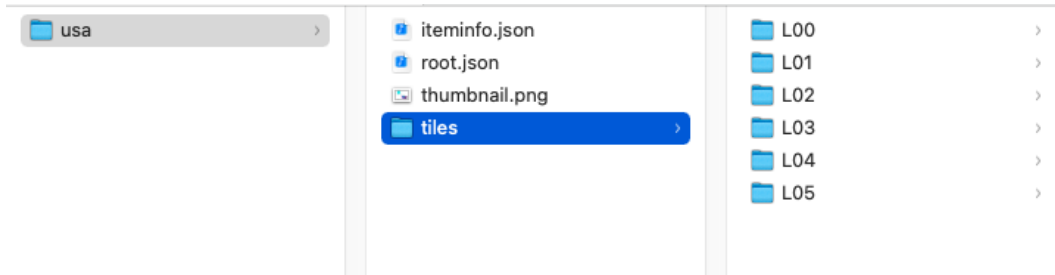 usa
iteminfo.json
root.json
thumbnail.png
tiles
L00
L01
L02
L03
L04
L05